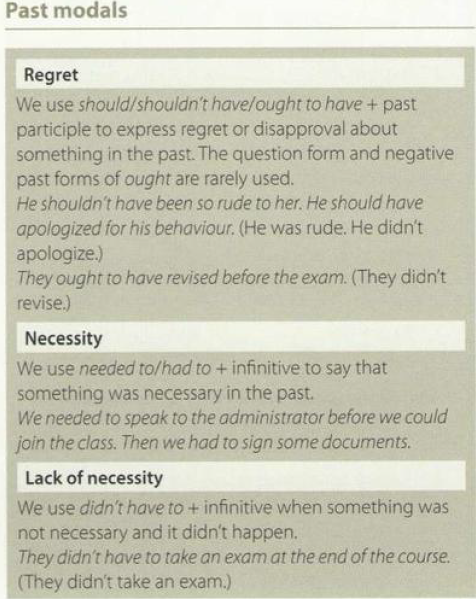 Past modals
Regret
We use should/shouldn't have/ought to have + past
participle to express regret or disapproval about
something in the past. The question form and negative
past forms of ought are rarely used.
He shouldn't have been so rude to her. He should have
apologized for his behaviour. (He was rude. He didn't
apologize.)
They ought to have revised before the exam. (They didn't
revise.)
Necessity
We use needed to/had to + infinitive to say that
something was necessary in the past.
We needed to speak to the administrator before we could
join the class. Then we had to sign some documents.
Lack of necessity
We use didn't have to + infinitive when something was
not necessary and it didn't happen.
They didn't have to take an exam at the end of the course.
(They didn't take an exam.)